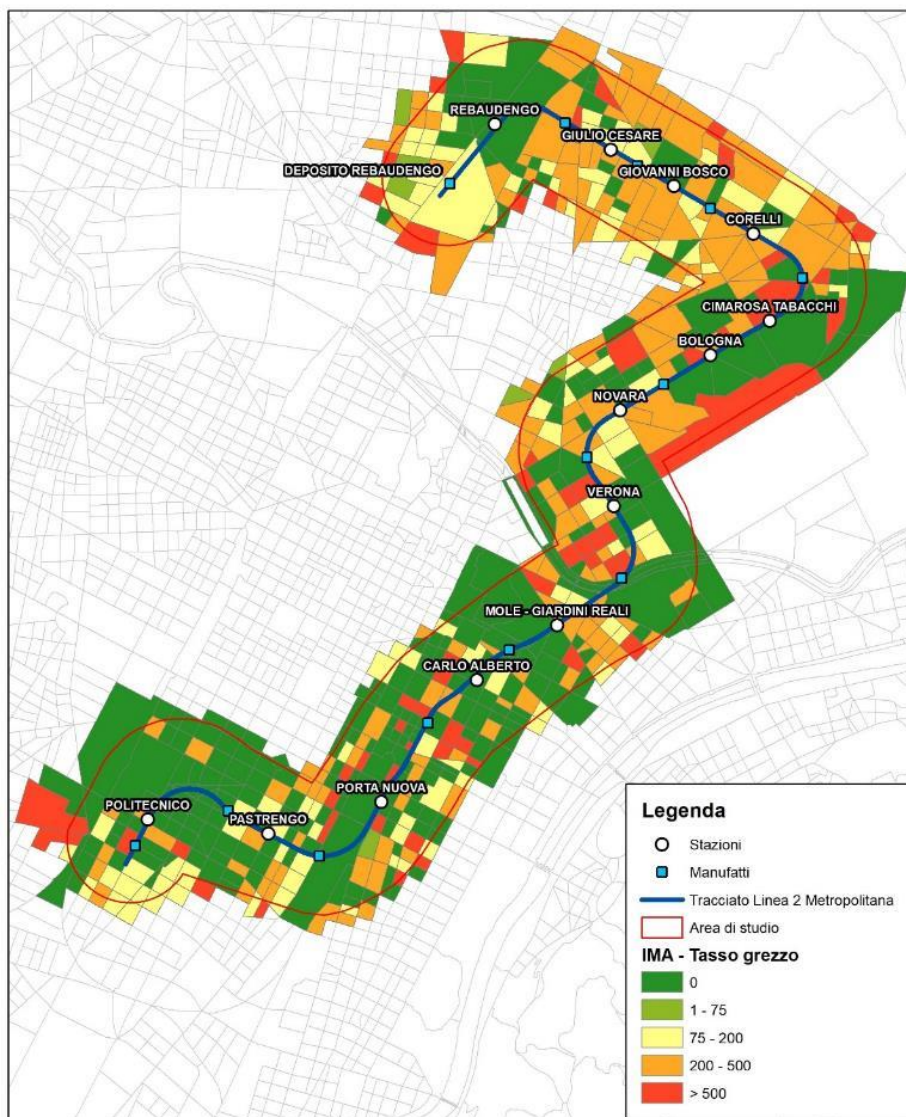 REBAUDENGO
GIULIO CESARE
DEPOSITO REBAUDENGO
GIOVANNI BOSCO
CORELLI
CIMAROSA TABACCHI
BOLOGNA
NOVARA
VERONA
MOLE - GIARDINI REALI
CARLO ALBERTO
PORTA NUOVA
POLITECNICO
PASTRENGO
Legenda
Stazioni
Manufatti
Tracciato Linea 2 Metropolitana
Area di studio
IMA - Tasso grezzo
0
1 - 75
75 - 200
200 - 500
> 500